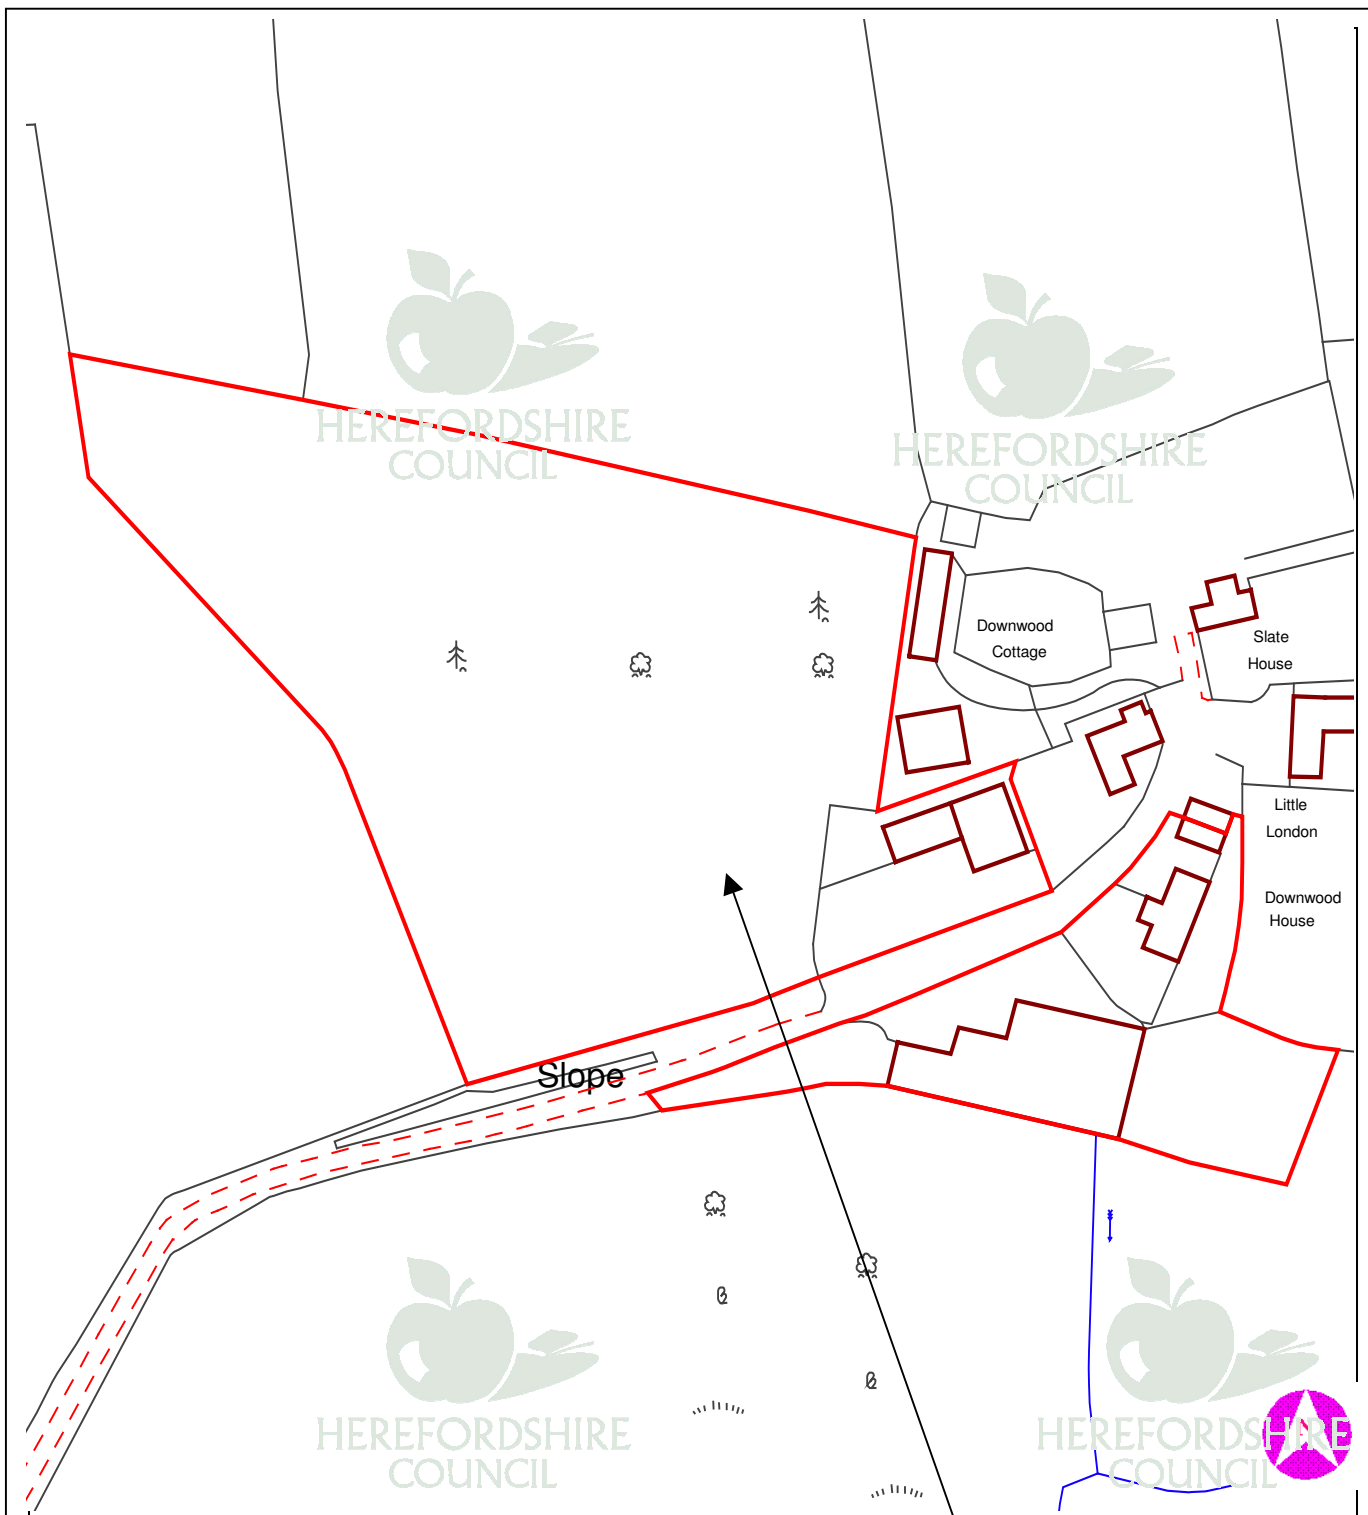 HEREFORDSHIRE
COUNCIL
HEREFORDSHIRE
COUNCIL
Downwood
Cottage
Slate
House
Little
London
Downwood
House
Slope
HEREFORDSHIRE
COUNCIL
HEREFORDSHIRE
COUNCIL
N